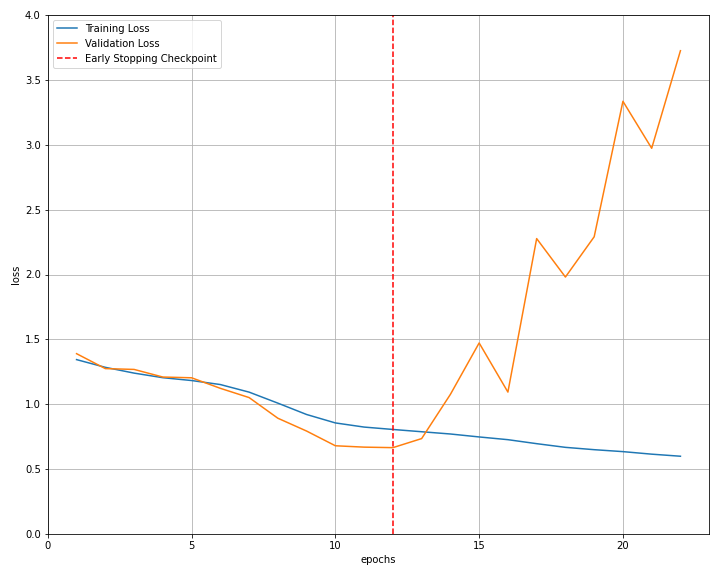 4.0
3.5
3.0
2.5
2.0
1.5
1.0
0.5
0.0
loss
Training Loss
Validation Loss
Early Stopping Checkpoint
0 5 10 15 20
epochs